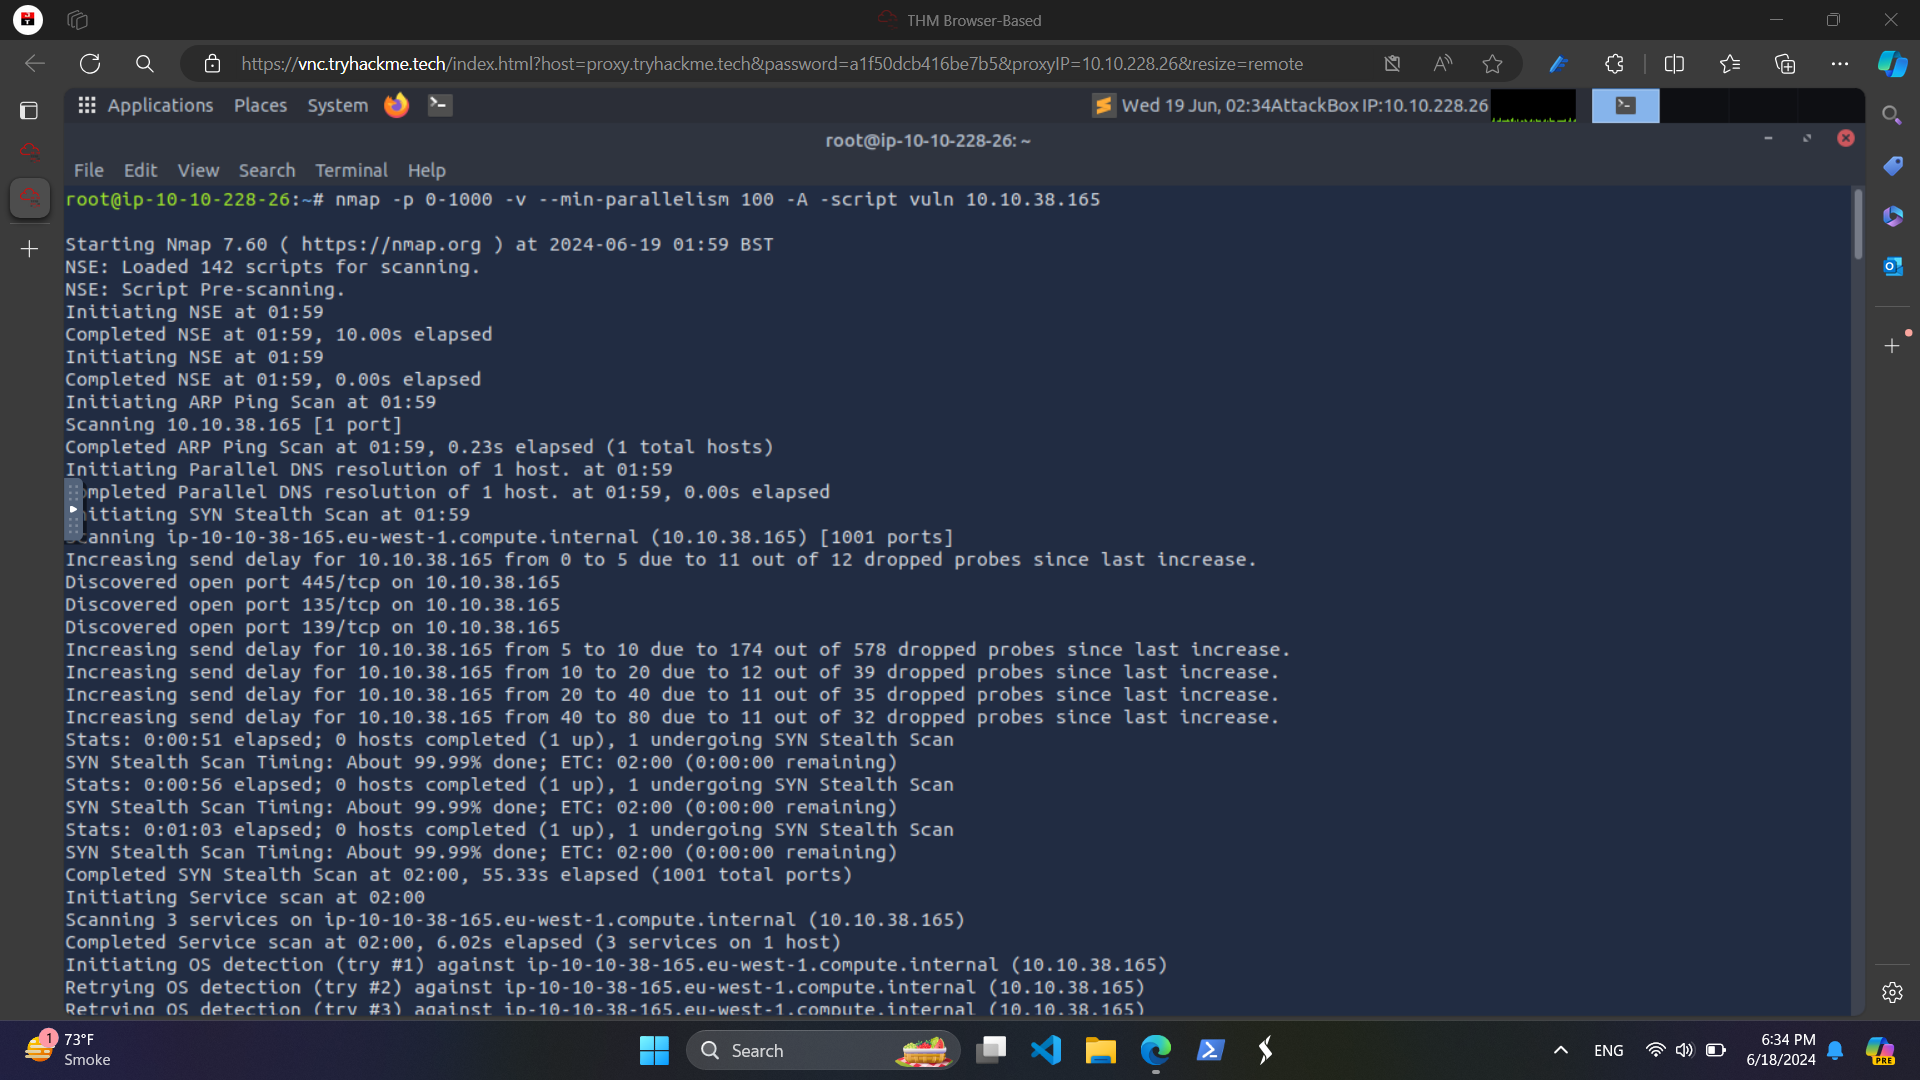 THM Browser-Based
https://vnc.tryhackme.tech/index.html?host=proxy.tryhackme.tech&password=a1f50dcb416be7b5&proxyIP=10.10.228.26&resize=remote
Applications Places System Wed 19 Jun, 02:34AttackBox IP:10.10.228.26
root@ip-10-10-228-26: ~
File Edit View Search Terminal Help
root@ip-10-10-228-26:~# nmap -p 0-1000 -v --min-parallelism 100 -A -script vuln 10.10.38.165
Starting Nmap 7.60 ( https://nmap.org ) at 2024-06-19 01:59 BST
NSE: Loaded 142 scripts for scanning.
NSE: Script Pre-scanning.
Initiating NSE at 01:59
Completed NSE at 01:59, 10.00s elapsed
Initiating NSE at 01:59
Completed NSE at 01:59, 0.00s elapsed
Initiating ARP Ping Scan at 01:59
Scanning 10.10.38.165 [1 port]
Completed ARP Ping Scan at 01:59, 0.23s elapsed (1 total hosts)
Initiating Parallel DNS resolution of 1 host. at 01:59
ompleted Parallel DNS resolution of 1 host. at 01:59, 0.00s elapsed
itiating SYN Stealth Scan at 01:59
canning ip-10-10-38-165.eu-west-1.compute.internal (10.10.38.165) [1001 ports]
Increasing send delay for 10.10.38.165 from 0 to 5 due to 11 out of 12 dropped probes since last increase.
Discovered open port 445/tcp on 10.10.38.165
Discovered open port 135/tcp on 10.10.38.165
Discovered open port 139/tcp on 10.10.38.165
Increasing send delay for 10.10.38.165 from 5 to 10 due to 174 out of 578 dropped probes since last increase.
Increasing send delay for 10.10.38.165 from 10 to 20 due to 12 out of 39 dropped probes since last increase.
Increasing send delay for 10.10.38.165 from 20 to 40 due to 11 out of 35 dropped probes since last increase.
Increasing send delay for 10.10.38.165 from 40 to 80 due to 11 out of 32 dropped probes since last increase.
Stats: 0:00:51 elapsed; 0 hosts completed (1 up), 1 undergoing SYN Stealth Scan
SYN Stealth Scan Timing: About 99.99% done; ETC: 02:00 (0:00:00 remaining)
Stats: 0:00:56 elapsed; 0 hosts completed (1 up), 1 undergoing SYN Stealth Scan
SYN Stealth Scan Timing: About 99.99% done; ETC: 02:00 (0:00:00 remaining)
Stats: 0:01:03 elapsed; 0 hosts completed (1 up), 1 undergoing SYN Stealth Scan
SYN Stealth Scan Timing: About 99.99% done; ETC: 02:00 (0:00:00 remaining)
Completed SYN Stealth Scan at 02:00, 55.33s elapsed (1001 total ports)
Initiating Service scan at 02:00
Scanning 3 services on ip-10-10-38-165.eu-west-1.compute.internal (10.10.38.165)
Completed Service scan at 02:00, 6.02s elapsed (3 services on 1 host)
Initiating OS detection (try #1) against ip-10-10-38-165.eu-west-1.compute.internal (10.10.38.165)
Retrying OS detection (try #2) against ip-10-10-38-165.eu-west-1.compute.internal (10.10.38.165)
Retrying OS detection (try #3) against ip-10-10-38-165.eu-west-1.compute.internal (10.10.38.165)
1
73°F
Smoke
Search
ENG
6:34 PM
6/18/2024
PRE